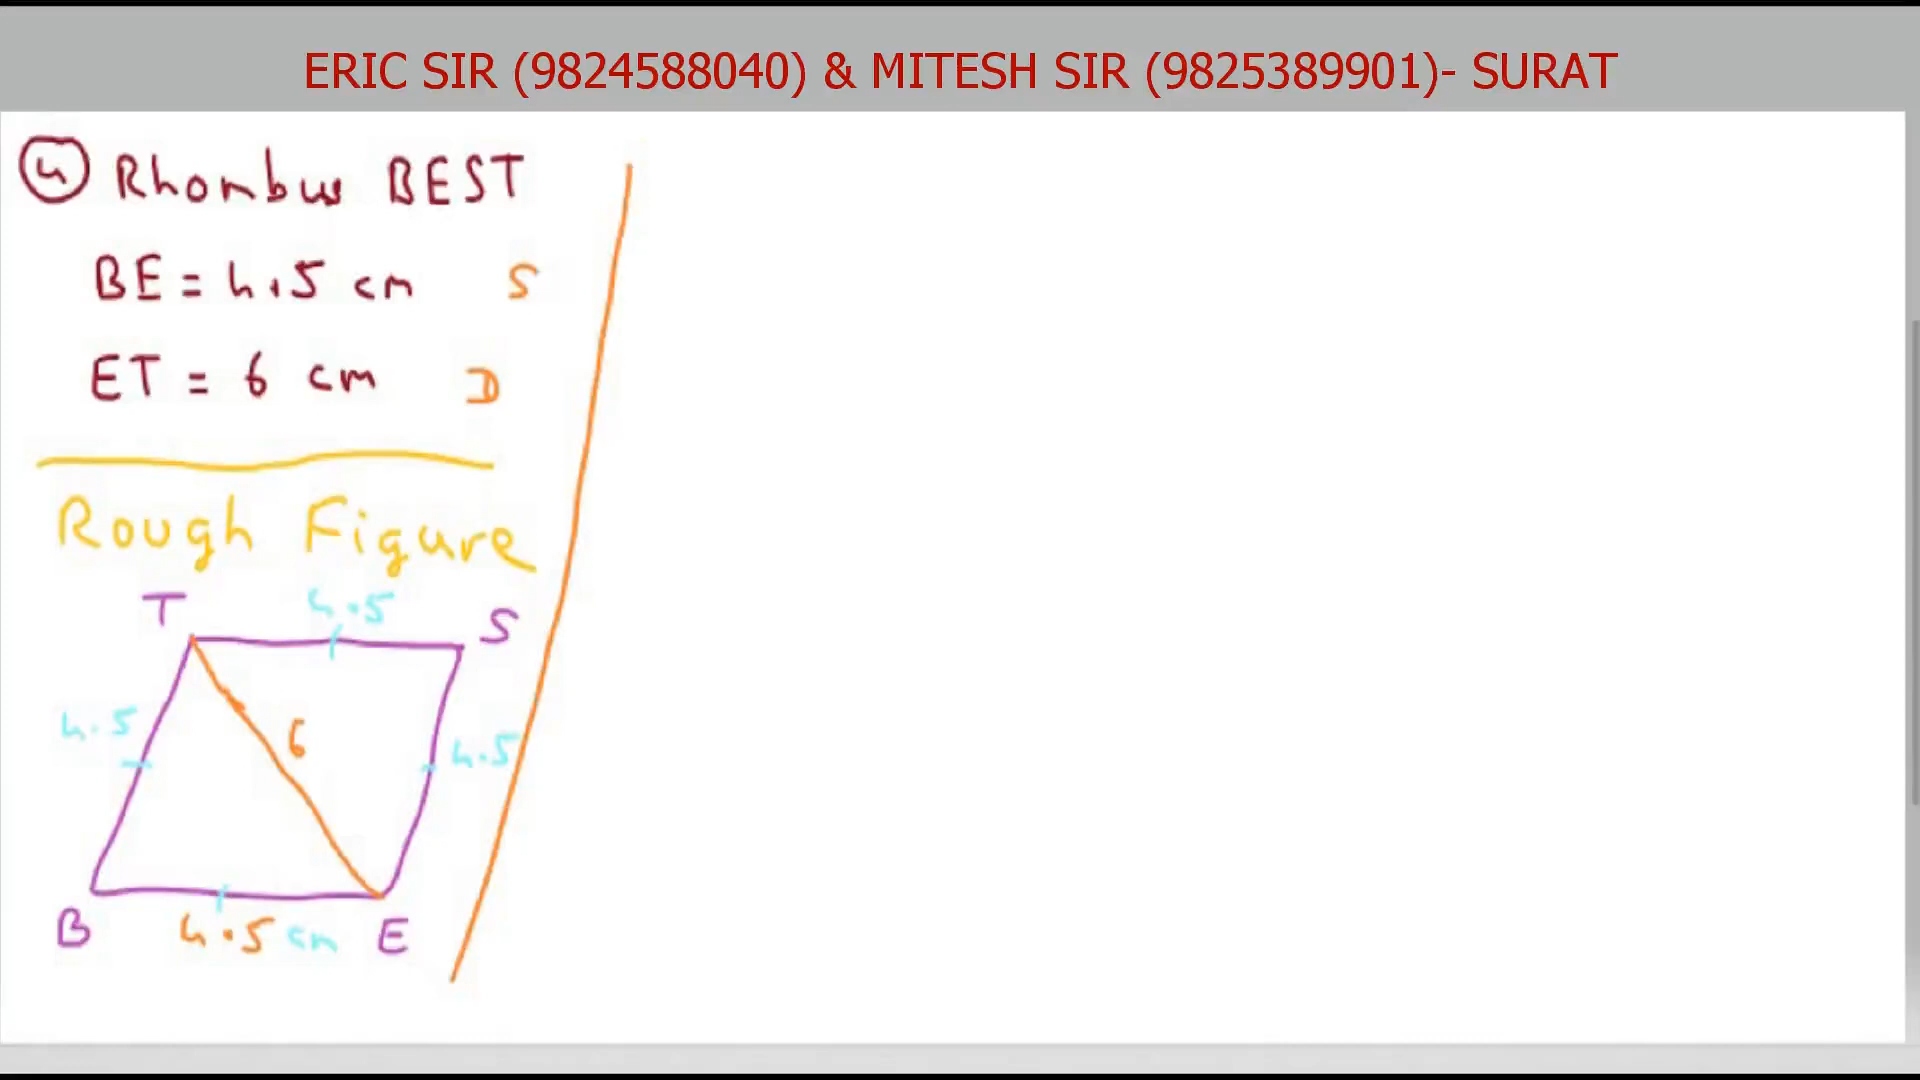 ERIC SIR (9824588040) & MITESH SIR (9825389901)- SURAT
4 Rhombus BEST
BE = 4.5 cm S
ET = 6 cm D
Rough Figure
T 4.5 S
4.5 6 4.5
B 4.5 cm E